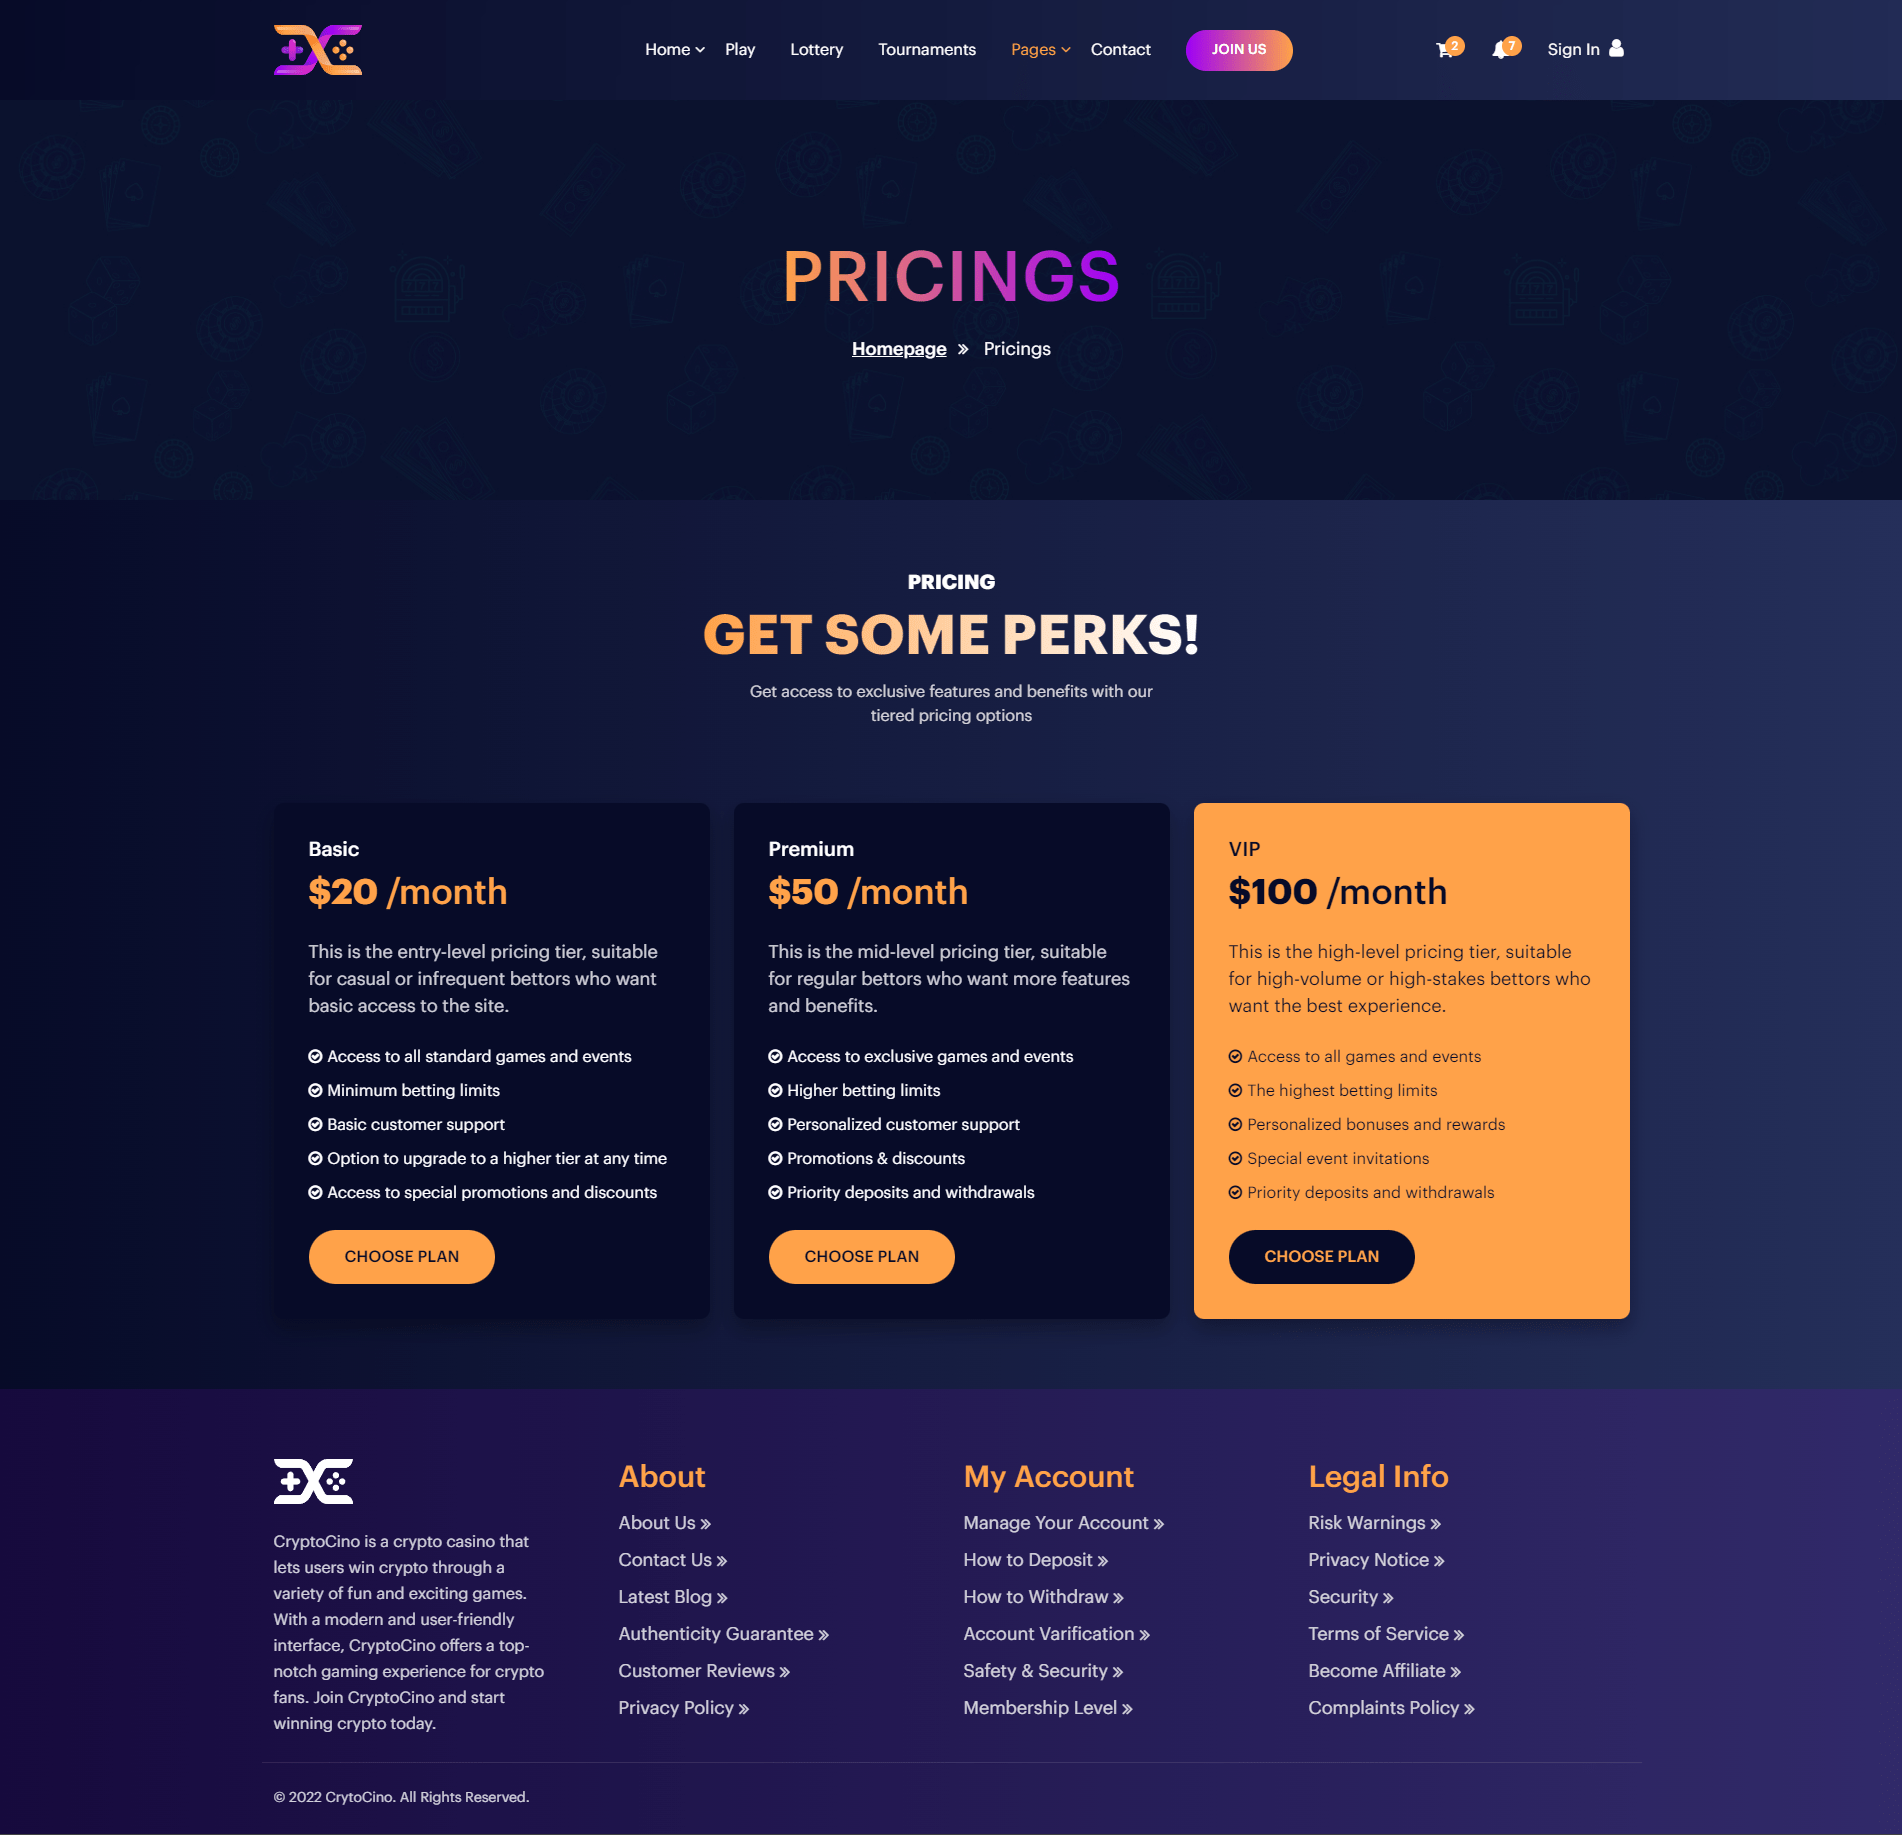 Home Play Lottery Tournaments Pages Contact JOIN US 2 7 Sign In
PRICINGS
Homepage » Pricings
PRICING
GET SOME PERKS!
Get access to exclusive features and benefits with our
tiered pricing options
Basic
$20 /month
This is the entry-level pricing tier, suitable
for casual or infrequent bettors who want
basic access to the site.
Access to all standard games and events
Minimum betting limits
Basic customer support
Option to upgrade to a higher tier at any time
Access to special promotions and discounts
CHOOSE PLAN
Premium
$50 /month
This is the mid-level pricing tier, suitable
for regular bettors who want more features
and benefits.
Access to exclusive games and events
Higher betting limits
Personalized customer support
Promotions & discounts
Priority deposits and withdrawals
CHOOSE PLAN
VIP
$100 /month
This is the high-level pricing tier, suitable
for high-volume or high-stakes bettors who
want the best experience.
Access to all games and events
The highest betting limits
Personalized bonuses and rewards
Special event invitations
Priority deposits and withdrawals
CHOOSE PLAN
CryptoCino is a crypto casino that
lets users win crypto through a
variety of fun and exciting games.
With a modern and user-friendly
interface, CryptoCino offers a top-
notch gaming experience for crypto
fans. Join CryptoCino and start
winning crypto today.
About
About Us »
Contact Us »
Latest Blog »
Authenticity Guarantee »
Customer Reviews »
Privacy Policy »
My Account
Manage Your Account »
How to Deposit »
How to Withdraw »
Account Varification »
Safety & Security »
Membership Level »
Legal Info
Risk Warnings »
Privacy Notice »
Security »
Terms of Service »
Become Affiliate »
Complaints Policy »
© 2022 CrytoCino. All Rights Reserved.